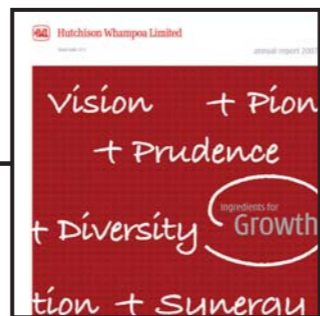 Hutchison Whampoa Limited
annual report 2007
Vision + Pion
+ Prudence
ingredients for
+ Diversity Growth
tion + Synergy